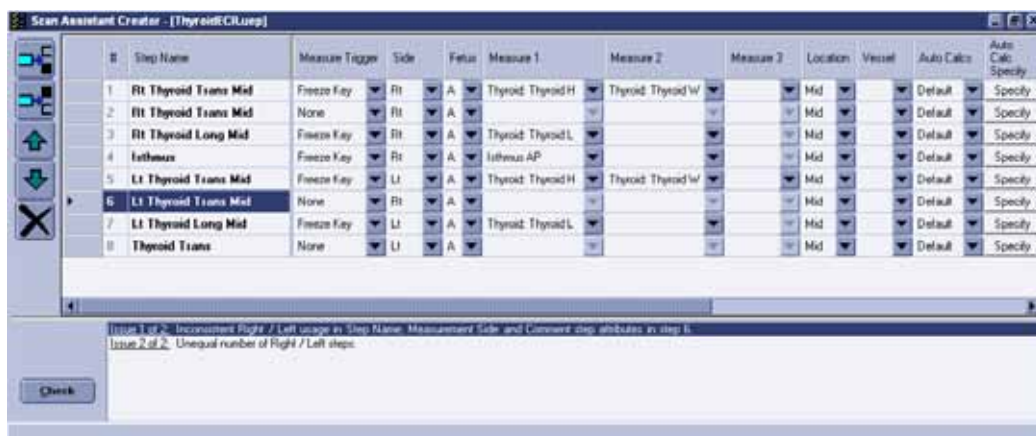 Scan Assistant Creator - [ThyroidECR.uep]
# Step Name Measure Trigger Side Fetus Measure 1 Measure 2 Measure 3 Location Vessel Auto Calcs Auto Calc Specify
1 Rt Thyroid Trans Mid Freeze Key Rt A Thyroid: Thyroid H Thyroid: Thyroid W Mid Default Specify
2 Rt Thyroid Trans Mid None Rt A Mid Default Specify
3 Rt Thyroid Long Mid Freeze Key Rt A Thyroid: Thyroid L Mid Default Specify
4 Isthmus Freeze Key Rt A Isthmus AP Mid Default Specify
5 Lt Thyroid Trans Mid Freeze Key Lt A Thyroid: Thyroid H Thyroid: Thyroid W Mid Default Specify
6 Lt Thyroid Trans Mid None Rt A Mid Default Specify
7 Lt Thyroid Long Mid Freeze Key Lt A Thyroid: Thyroid L Mid Default Specify
8 Thyroid Trans None Lt A Mid Default Specify
Issue 1 of 2: Inconsistent Right / Left usage in Step Name, Measurement Side and Comment step attributes in step 6.
Issue 2 of 2: Unequal number of Right / Left steps.
Check